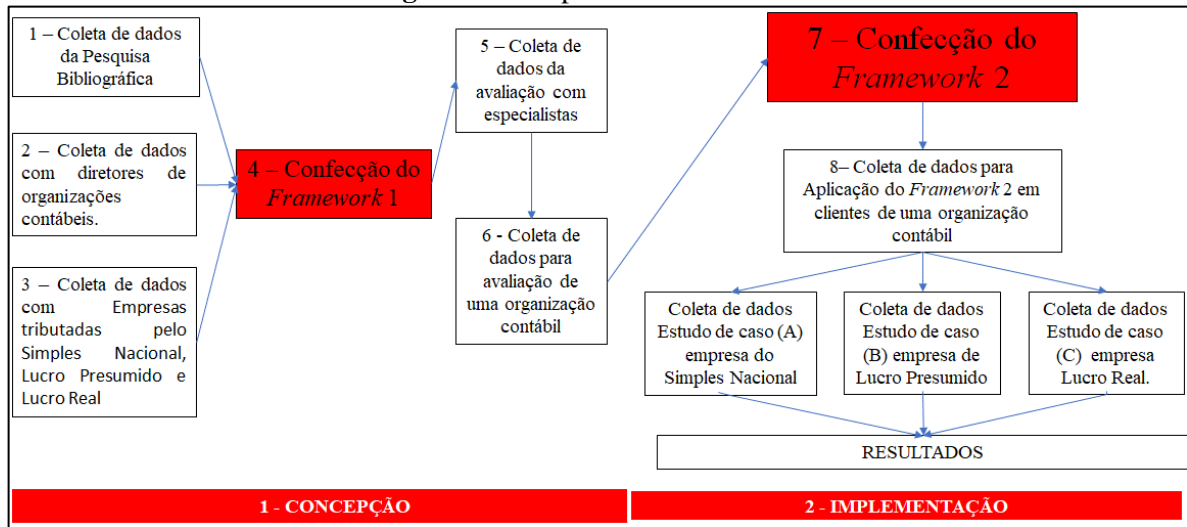 1 – Coleta de dados
da Pesquisa
Bibliográfica
2 – Coleta de dados
com diretores de
organizações
contábeis.
3 – Coleta de dados
com Empresas
tributadas pelo
Simples Nacional,
Lucro Presumido e
Lucro Real
4 – Confecção do
Framework 1
5 – Coleta de
dados da
avaliação com
especialistas
6 - Coleta de
dados para
avaliação de
uma organização
contábil
7 – Confecção do
Framework 2
8– Coleta de dados para
Aplicação do Framework 2 em
clientes de uma organização
contábil
Coleta de dados
Estudo de caso (A)
empresa do
Simples Nacional
Coleta de dados
Estudo de caso
(B) empresa de
Lucro Presumido
Coleta de dados
Estudo de caso
(C) empresa
Lucro Real.
RESULTADOS
1 - CONCEPÇÃO
2 - IMPLEMENTAÇÃO